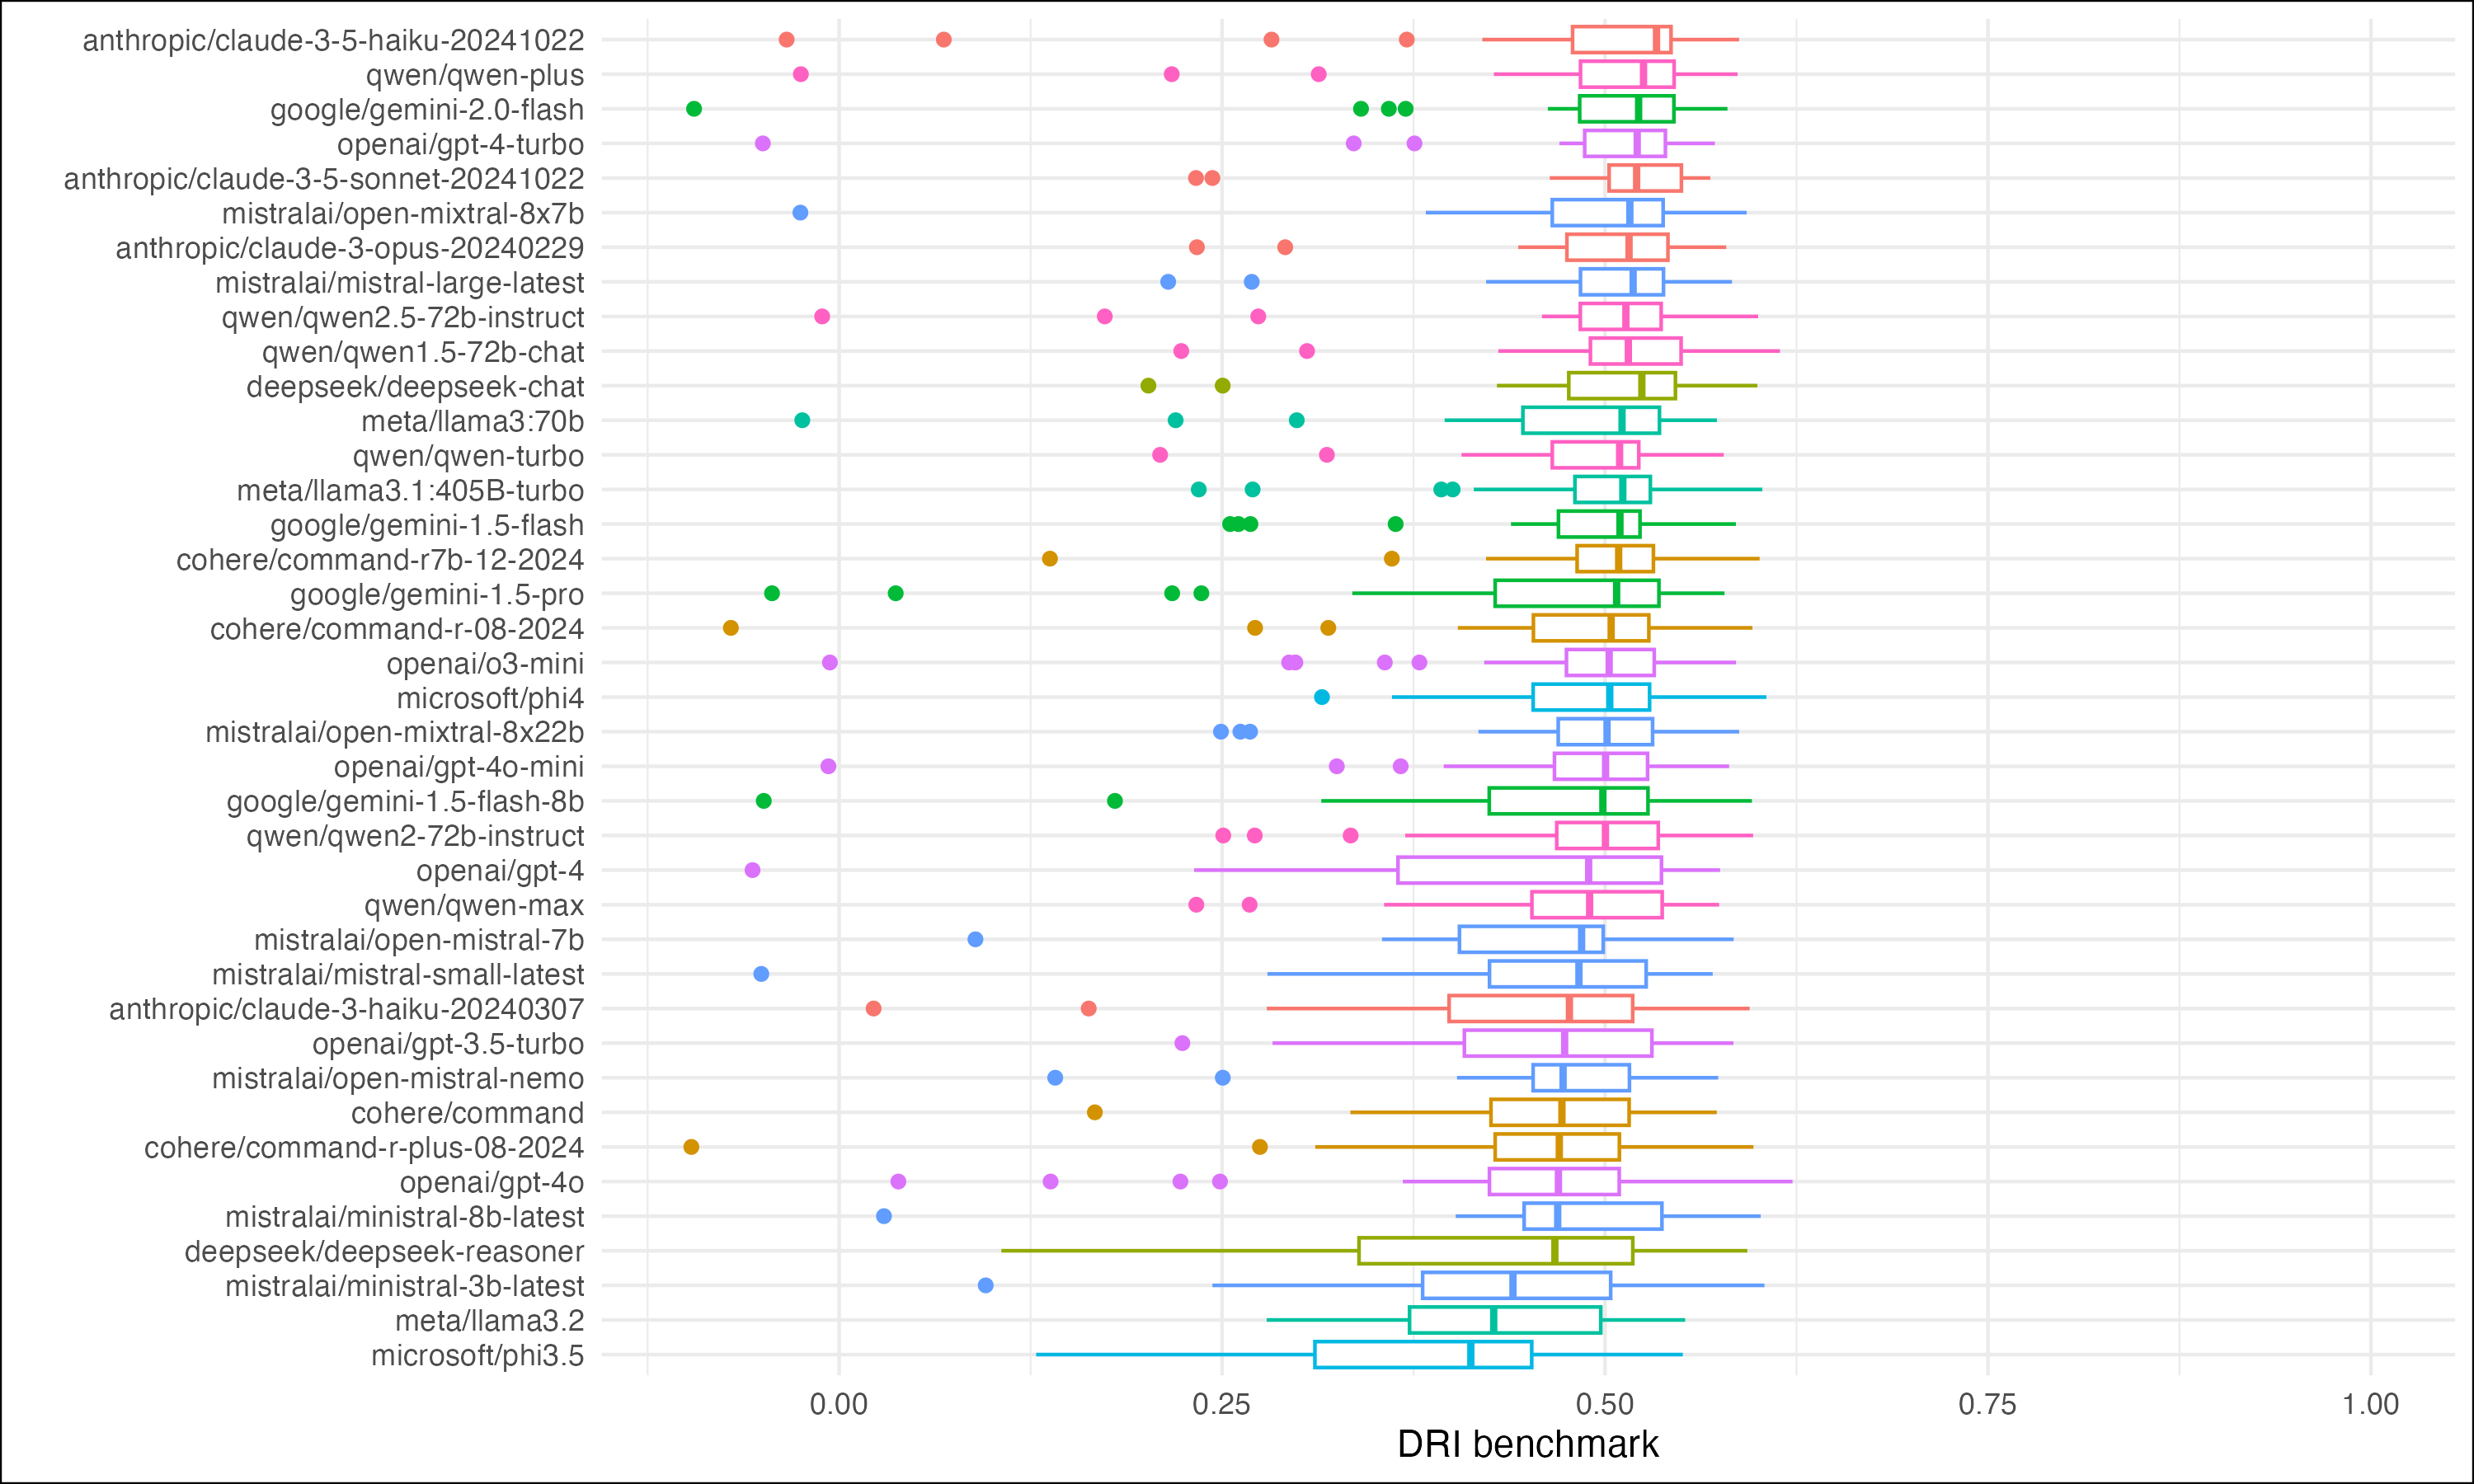 anthropic/claude-3-5-haiku-20241022
qwen/qwen-plus
google/gemini-2.0-flash
openai/gpt-4-turbo
anthropic/claude-3-5-sonnet-20241022
mistralai/open-mixtral-8x7b
anthropic/claude-3-opus-20240229
mistralai/mistral-large-latest
qwen/qwen2.5-72b-instruct
qwen/qwen1.5-72b-chat
deepseek/deepseek-chat
meta/llama3:70b
qwen/qwen-turbo
meta/llama3.1:405B-turbo
google/gemini-1.5-flash
cohere/command-r7b-12-2024
google/gemini-1.5-pro
cohere/command-r-08-2024
openai/o3-mini
microsoft/phi4
mistralai/open-mixtral-8x22b
openai/gpt-4o-mini
google/gemini-1.5-flash-8b
qwen/qwen2-72b-instruct
openai/gpt-4
qwen/qwen-max
mistralai/open-mistral-7b
mistralai/mistral-small-latest
anthropic/claude-3-haiku-20240307
openai/gpt-3.5-turbo
mistralai/open-mistral-nemo
cohere/command
cohere/command-r-plus-08-2024
openai/gpt-4o
mistralai/ministral-8b-latest
deepseek/deepseek-reasoner
mistralai/ministral-3b-latest
meta/llama3.2
microsoft/phi3.5
0.00 0.25 0.50 0.75 1.00
DRI benchmark